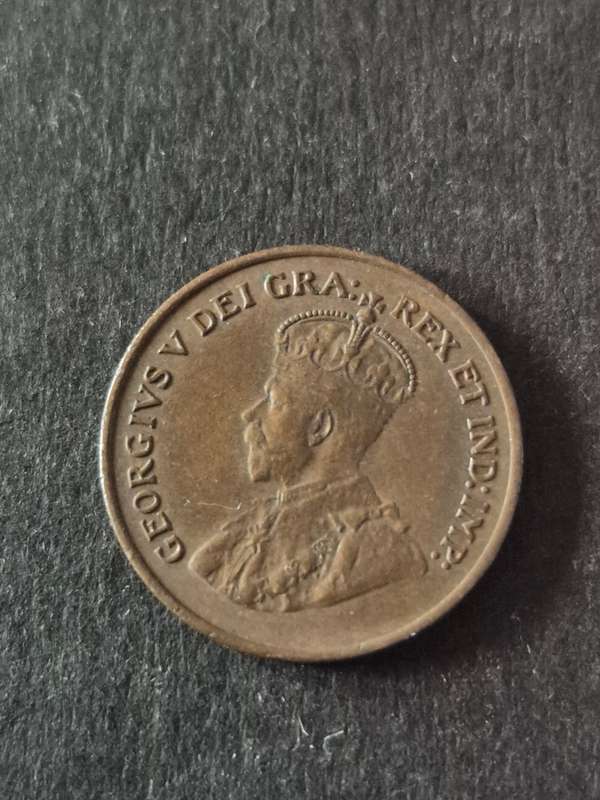 GEORGIVS V DEI GRA: REX ET IND: IMP: